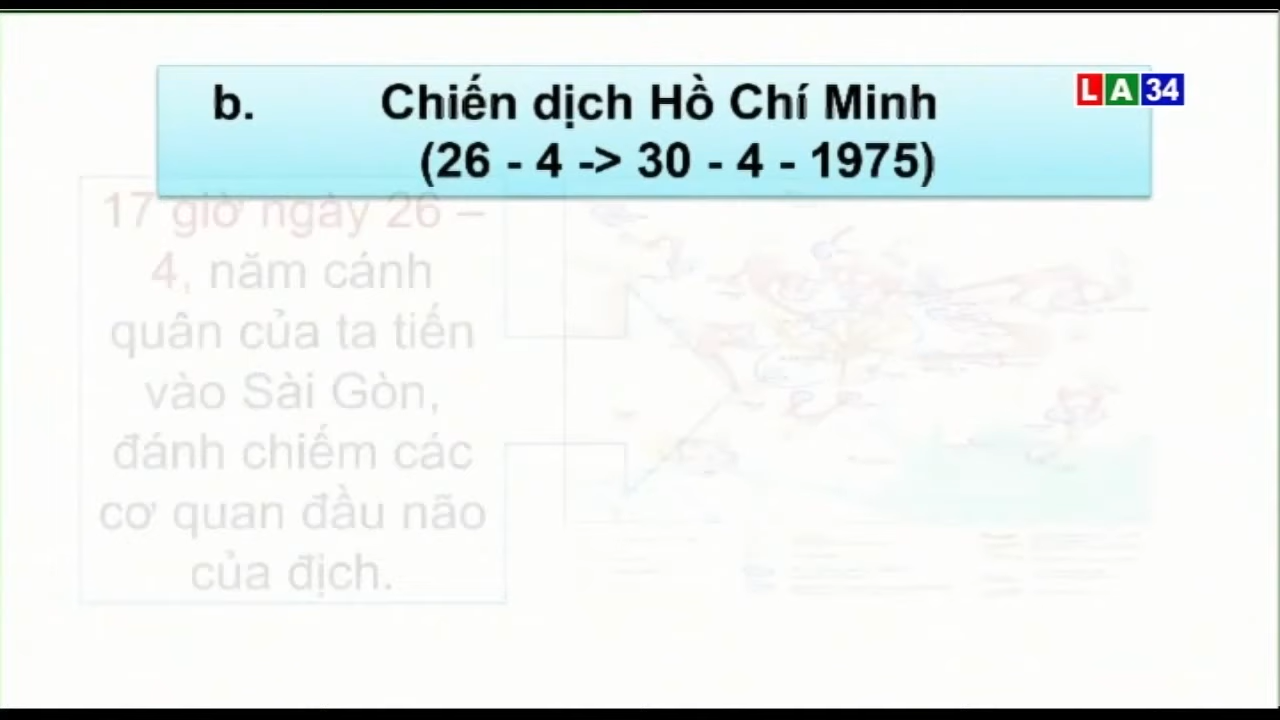 b. Chiến dịch Hồ Chí Minh
(26 - 4 -> 30 - 4 - 1975)
LA34
17 giờ ngày 26 –
4, năm cánh
quân của ta tiến
vào Sài Gòn,
đánh chiếm các
cơ quan đầu não
của địch.